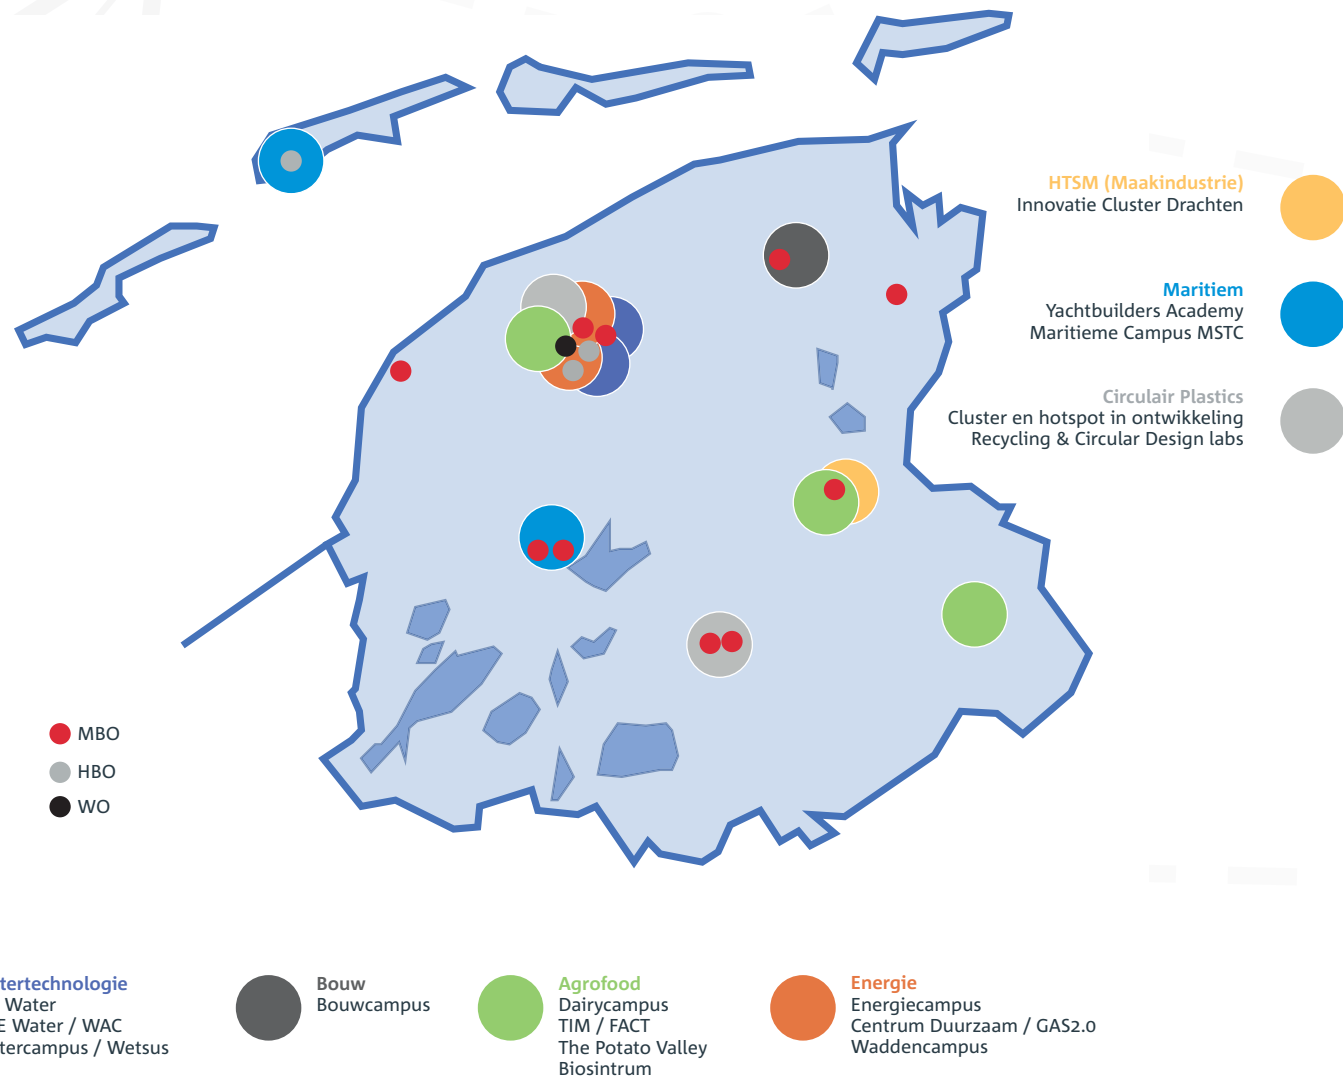 HTSM (Maakindustrie)
Innovatie Cluster Drachten
Maritiem
Yachtbuilders Academy
Maritieme Campus MSTC
Circulair Plastics
Cluster en hotspot in ontwikkeling
Recycling & Circular Design labs
MBO
HBO
WO
tertechnologie
Water
E Water / WAC
tercampus / Wetsus
Bouw
Bouwcampus
Agrofood
Dairycampus
TIM / FACT
The Potato Valley
Biosintrum
Energie
Energiecampus
Centrum Duurzaam / GAS2.0
Waddencampus